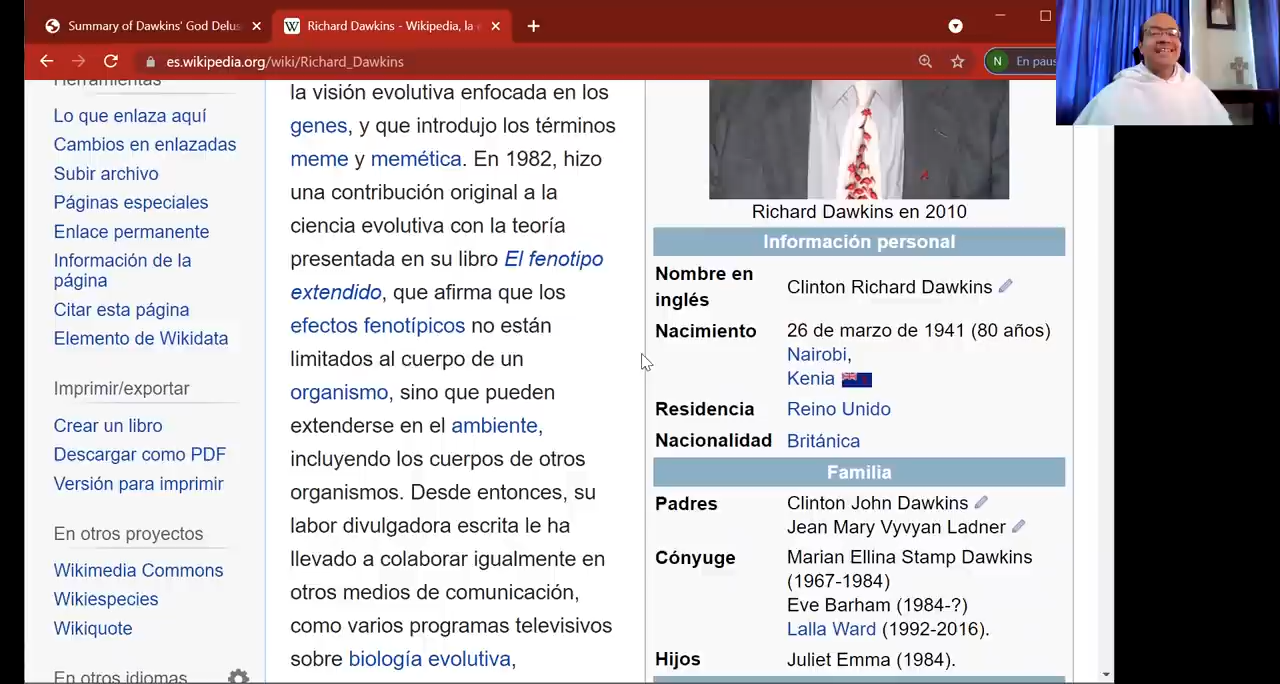 Summary of Dawkins' God Delus
Richard Dawkins - Wikipedia, la
es.wikipedia.org/wiki/Richard_Dawkins
N En paus
Herramientas
Lo que enlaza aquí
Cambios en enlazadas
Subir archivo
Páginas especiales
Enlace permanente
Información de la
página
Citar esta página
Elemento de Wikidata
Imprimir/exportar
Crear un libro
Descargar como PDF
Versión para imprimir
En otros proyectos
Wikimedia Commons
Wikiespecies
Wikiquote
En otros idiomas
la visión evolutiva enfocada en los
genes, y que introdujo los términos
meme y memética. En 1982, hizo
una contribución original a la
ciencia evolutiva con la teoría
presentada en su libro El fenotipo
extendido, que afirma que los
efectos fenotípicos no están
limitados al cuerpo de un
organismo, sino que pueden
extenderse en el ambiente,
incluyendo los cuerpos de otros
organismos. Desde entonces, su
labor divulgadora escrita le ha
llevado a colaborar igualmente en
otros medios de comunicación,
como varios programas televisivos
sobre biología evolutiva,
Richard Dawkins en 2010
Información personal
Nombre en
inglés
Clinton Richard Dawkins
Nacimiento
26 de marzo de 1941 (80 años)
Nairobi,
Kenia
Residencia
Reino Unido
Nacionalidad
Británica
Familia
Padres
Clinton John Dawkins
Jean Mary Vyvyan Ladner
Cónyuge
Marian Ellina Stamp Dawkins
(1967-1984)
Eve Barham (1984-?)
Lalla Ward (1992-2016).
Hijos
Juliet Emma (1984).